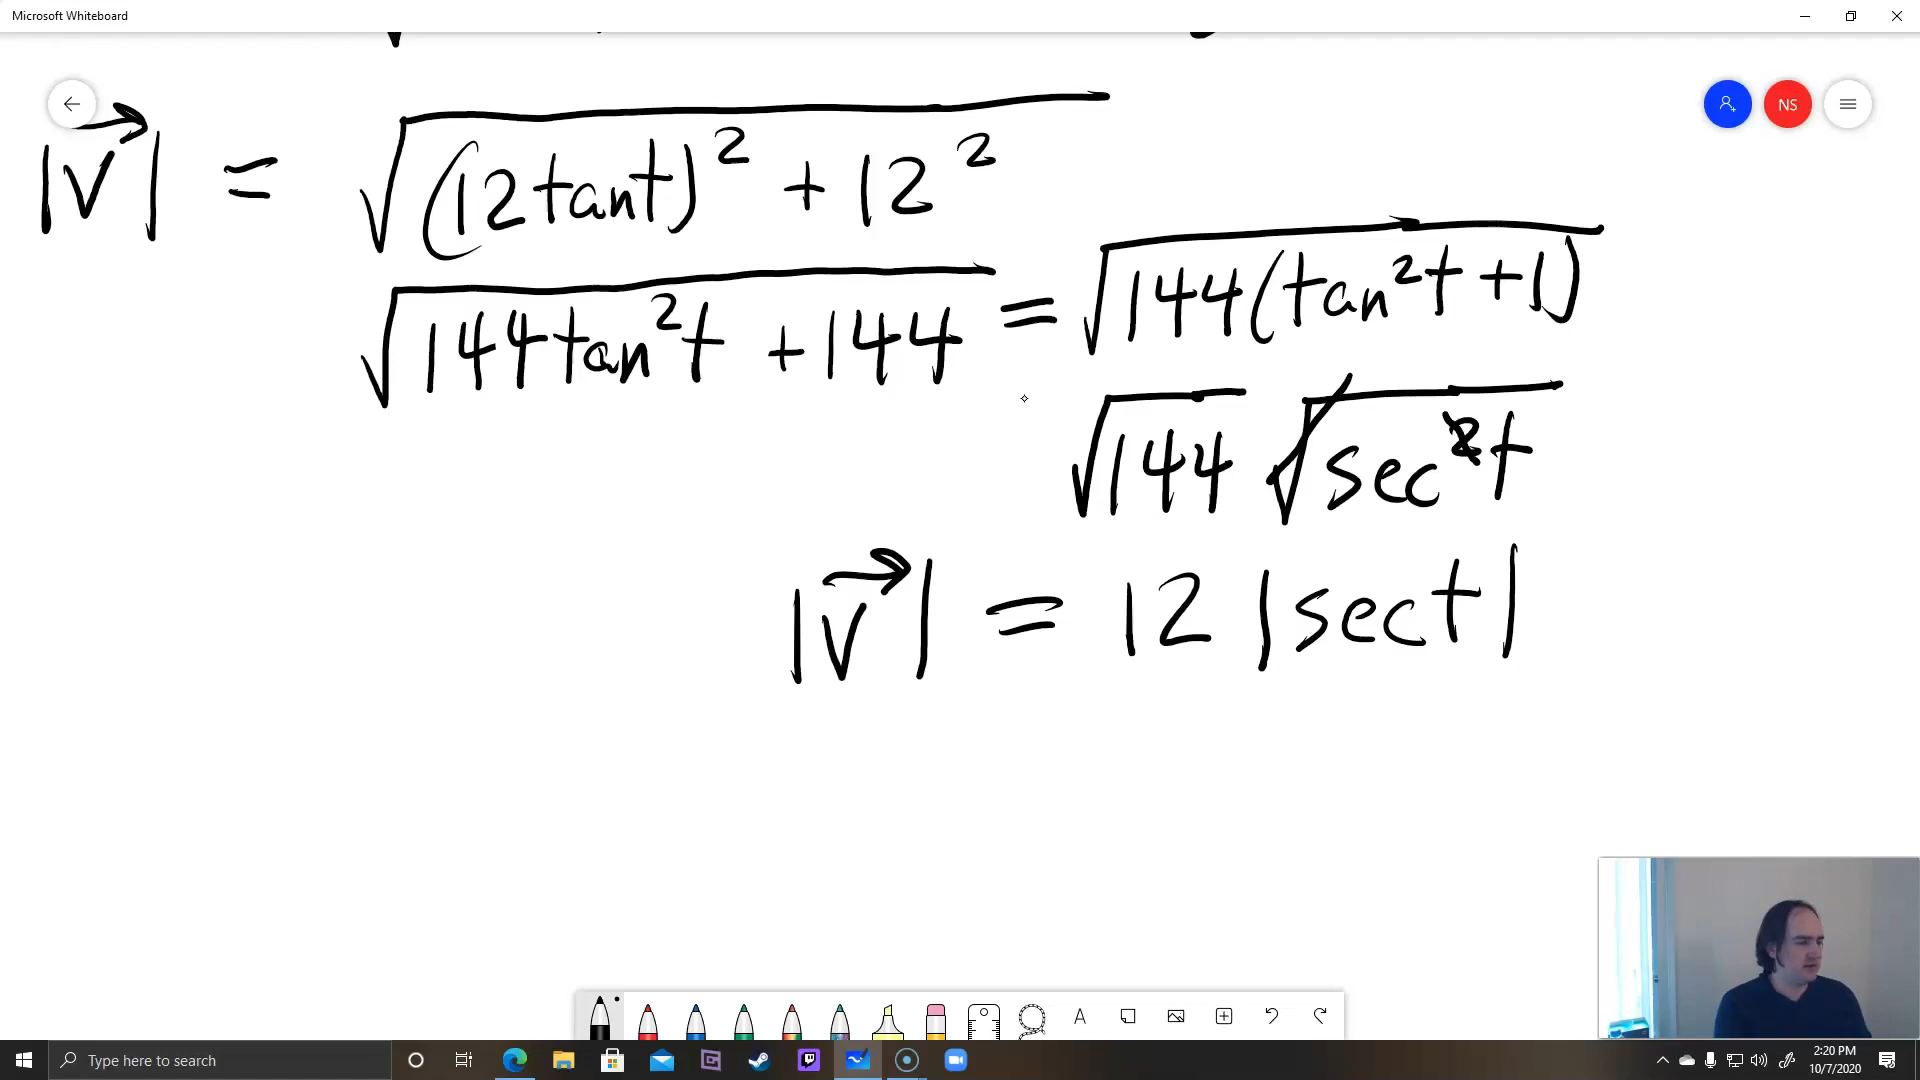 Microsoft Whiteboard
NS
|v⃗| = √((12tant)² + 12²)
√(144tan²t + 144) = √(144(tan²t + 1))
√144 √sec²t
|v⃗| = 12|sect|
A
Type here to search
2:20 PM
10/7/2020